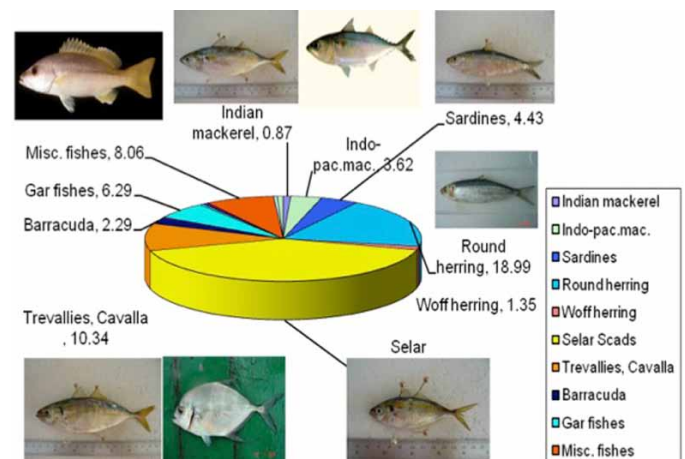 Indian
mackerel, 0.87
Indo-
pac.mac., 3.62
Sardines, 4.43
Misc. fishes, 8.06
Gar fishes, 6.29
Barracuda, 2.29
Round
herring, 18.99
Woff herring, 1.35
Trevallies, Cavalla
, 10.34
Selar
Indian mackerel
Indo-pac.mac.
Sardines
Round herring
Woff herring
Selar Scads
Trevallies, Cavalla
Barracuda
Gar fishes
Misc. fishes